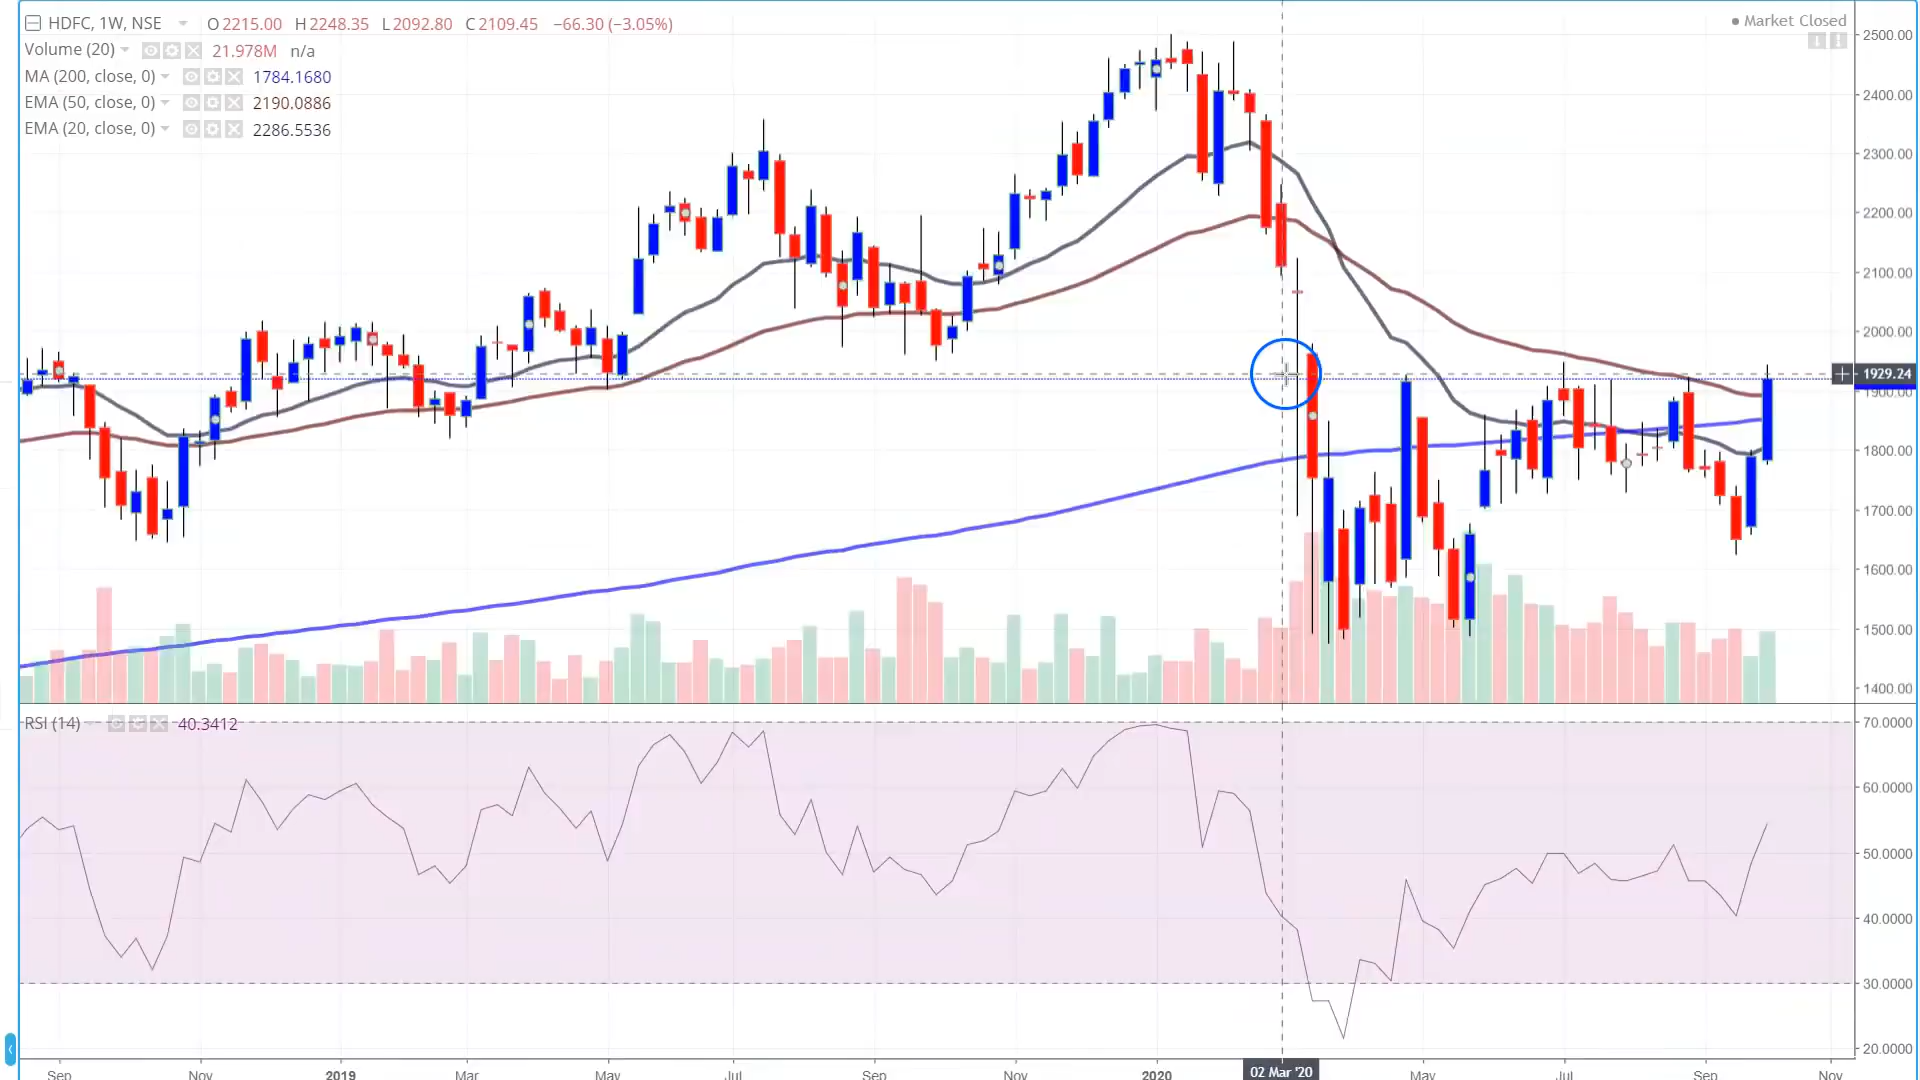 HDFC, 1W, NSE O2215.00 H2248.35 L2092.80 C2109.45 −66.30 (−3.05%)
Market Closed
Volume (20) 21.978M n/a
MA (200, close, 0) 1784.1680
EMA (50, close, 0) 2190.0886
EMA (20, close, 0) 2286.5536
2500.00
2400.00
2300.00
2200.00
2100.00
2000.00
1929.24
1900.00
1800.00
1700.00
1600.00
1500.00
1400.00
RSI (14) 40.3412
70.0000
60.0000
50.0000
40.0000
30.0000
20.0000
Sep Nov 2019 Mar May Jul Sep Nov 2020 02 Mar '20 May Jul Sep Nov